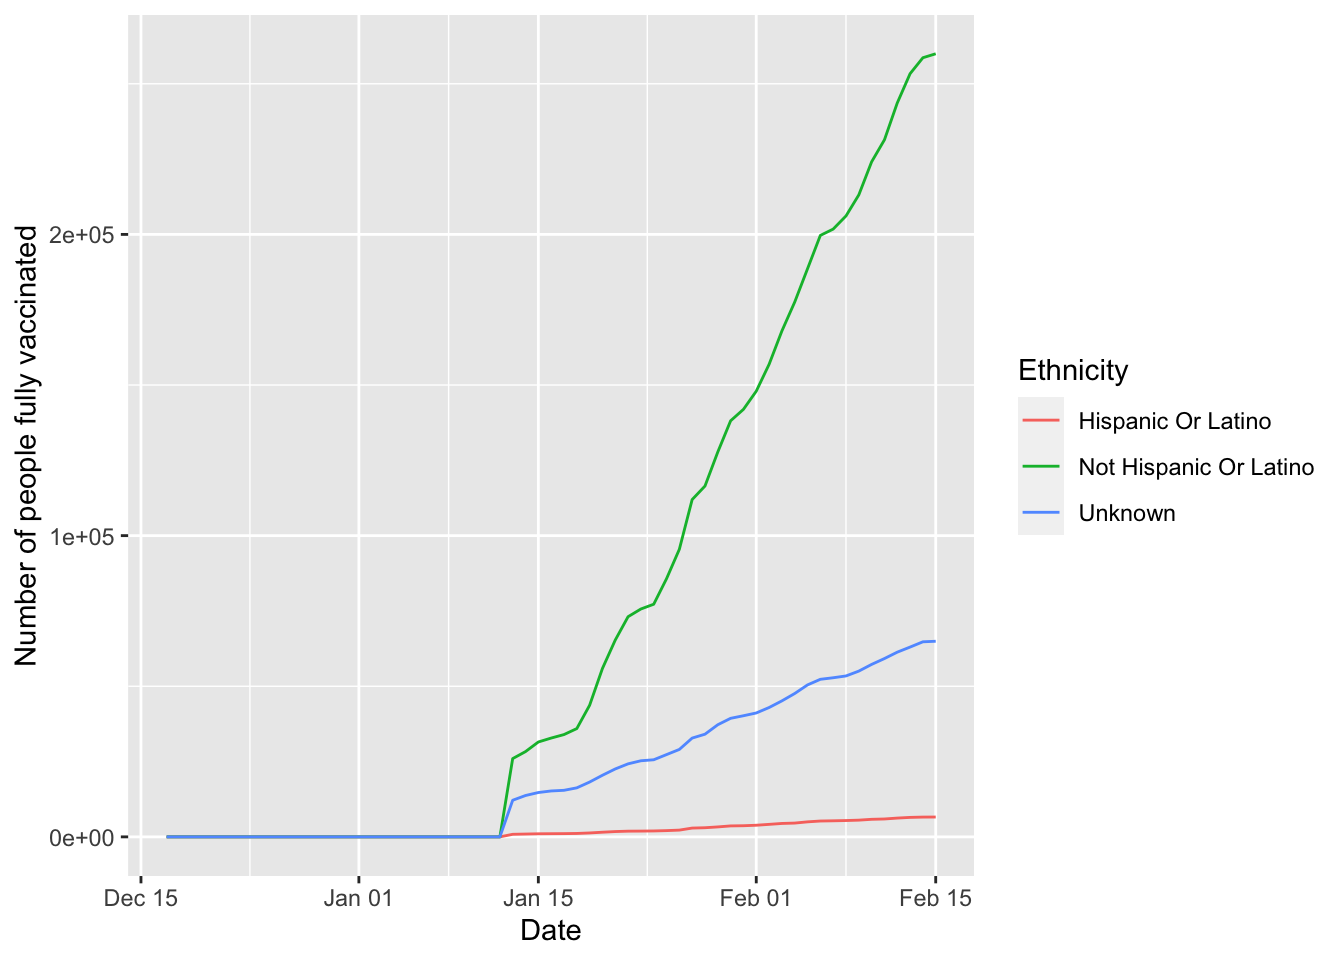 Number of people fully vaccinated
2e+05
1e+05
0e+00
Dec 15
Jan 01
Jan 15
Feb 01
Feb 15
Date
Ethnicity
Hispanic Or Latino
Not Hispanic Or Latino
Unknown